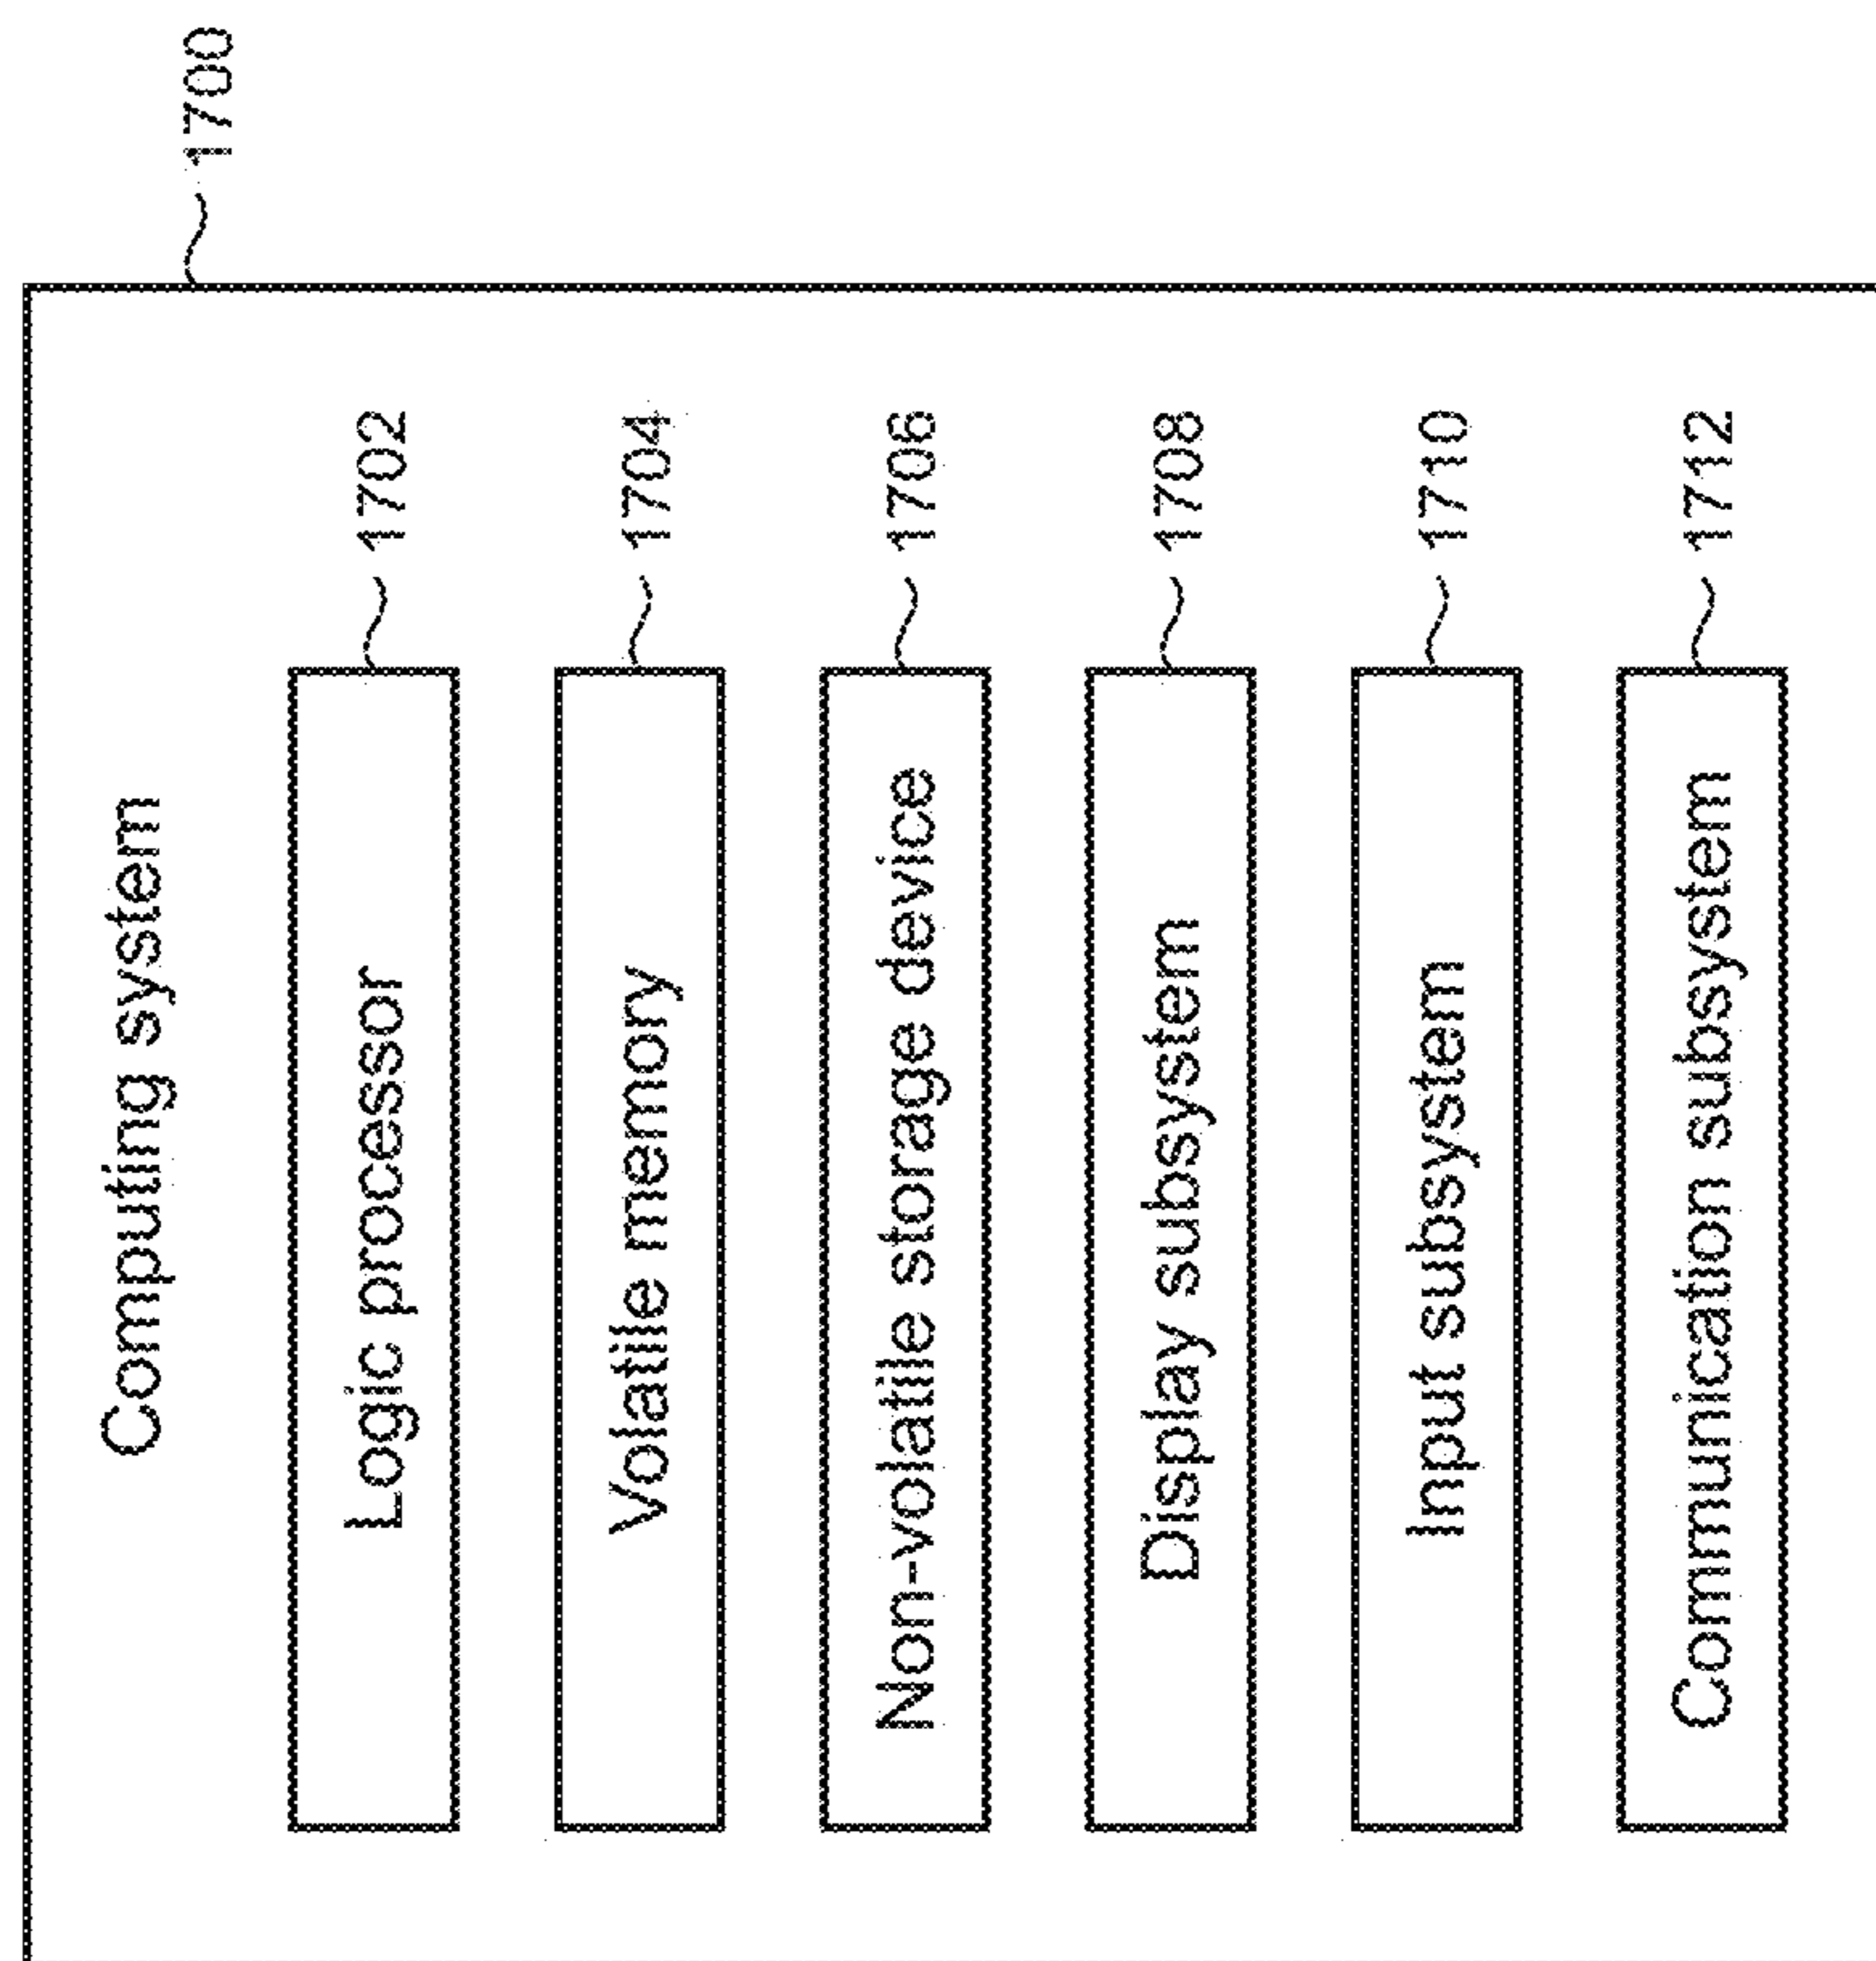 1700
Computing system
Logic processor 1702
Volatile memory 1704
Non-volatile storage device 1706
Display subsystem 1708
Input subsystem 1710
Communication subsystem 1712